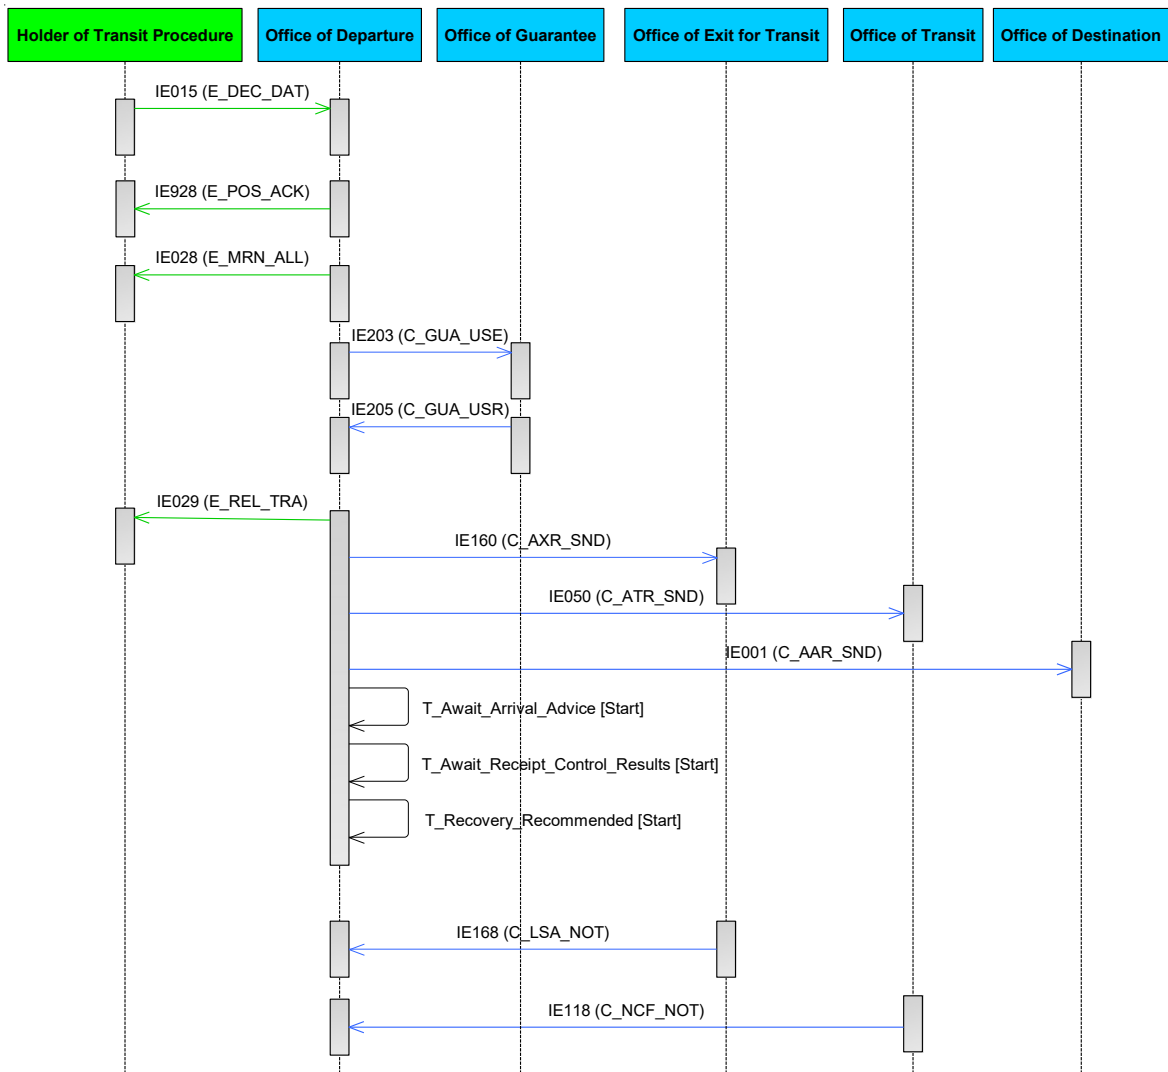 Holder of Transit Procedure
Office of Departure
Office of Guarantee
Office of Exit for Transit
Office of Transit
Office of Destination
IE015 (E_DEC_DAT)
IE928 (E_POS_ACK)
IE028 (E_MRN_ALL)
IE203 (C_GUA_USE)
IE205 (C_GUA_USR)
IE029 (E_REL_TRA)
IE160 (C_AXR_SND)
IE050 (C_ATR_SND)
IE001 (C_AAR_SND)
T_Await_Arrival_Advice [Start]
T_Await_Receipt_Control_Results [Start]
T_Recovery_Recommended [Start]
IE168 (C_LSA_NOT)
IE118 (C_NCF_NOT)